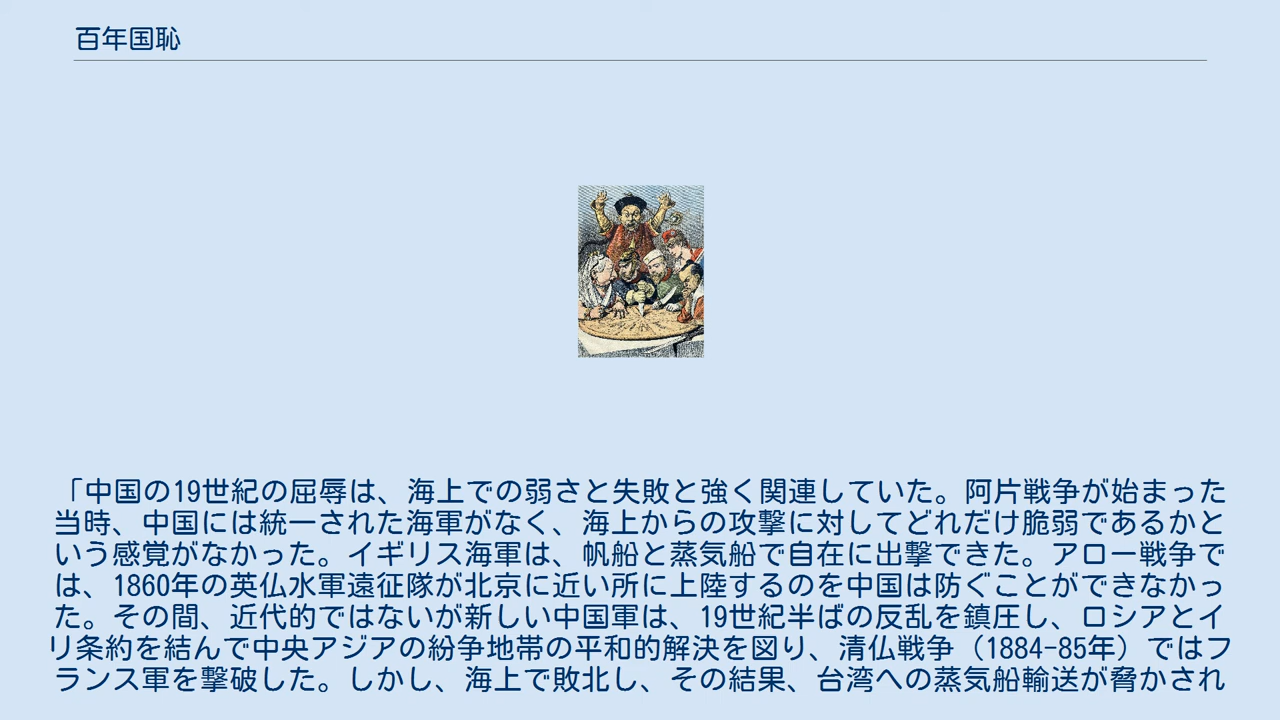 百年国恥
「中国の19世紀の屈辱は、海上での弱さと失敗と強く関連していた。阿片戦争が始まった
当時、中国には統一された海軍がなく、海上からの攻撃に対してどれだけ脆弱であるかと
いう感覚がなかった。イギリス海軍は、帆船と蒸気船で自在に出撃できた。アロー戦争で
は、1860年の英仏水軍遠征隊が北京に近い所に上陸するのを中国は防ぐことができなかっ
た。その間、近代的ではないが新しい中国軍は、19世紀半ばの反乱を鎮圧し、ロシアとイ
リ条約を結んで中央アジアの紛争地帯の平和的解決を図り、清仏戦争（1884-85年）ではフ
ランス軍を撃破した。しかし、海上で敗北し、その結果、台湾への蒸気船輸送が脅かされ